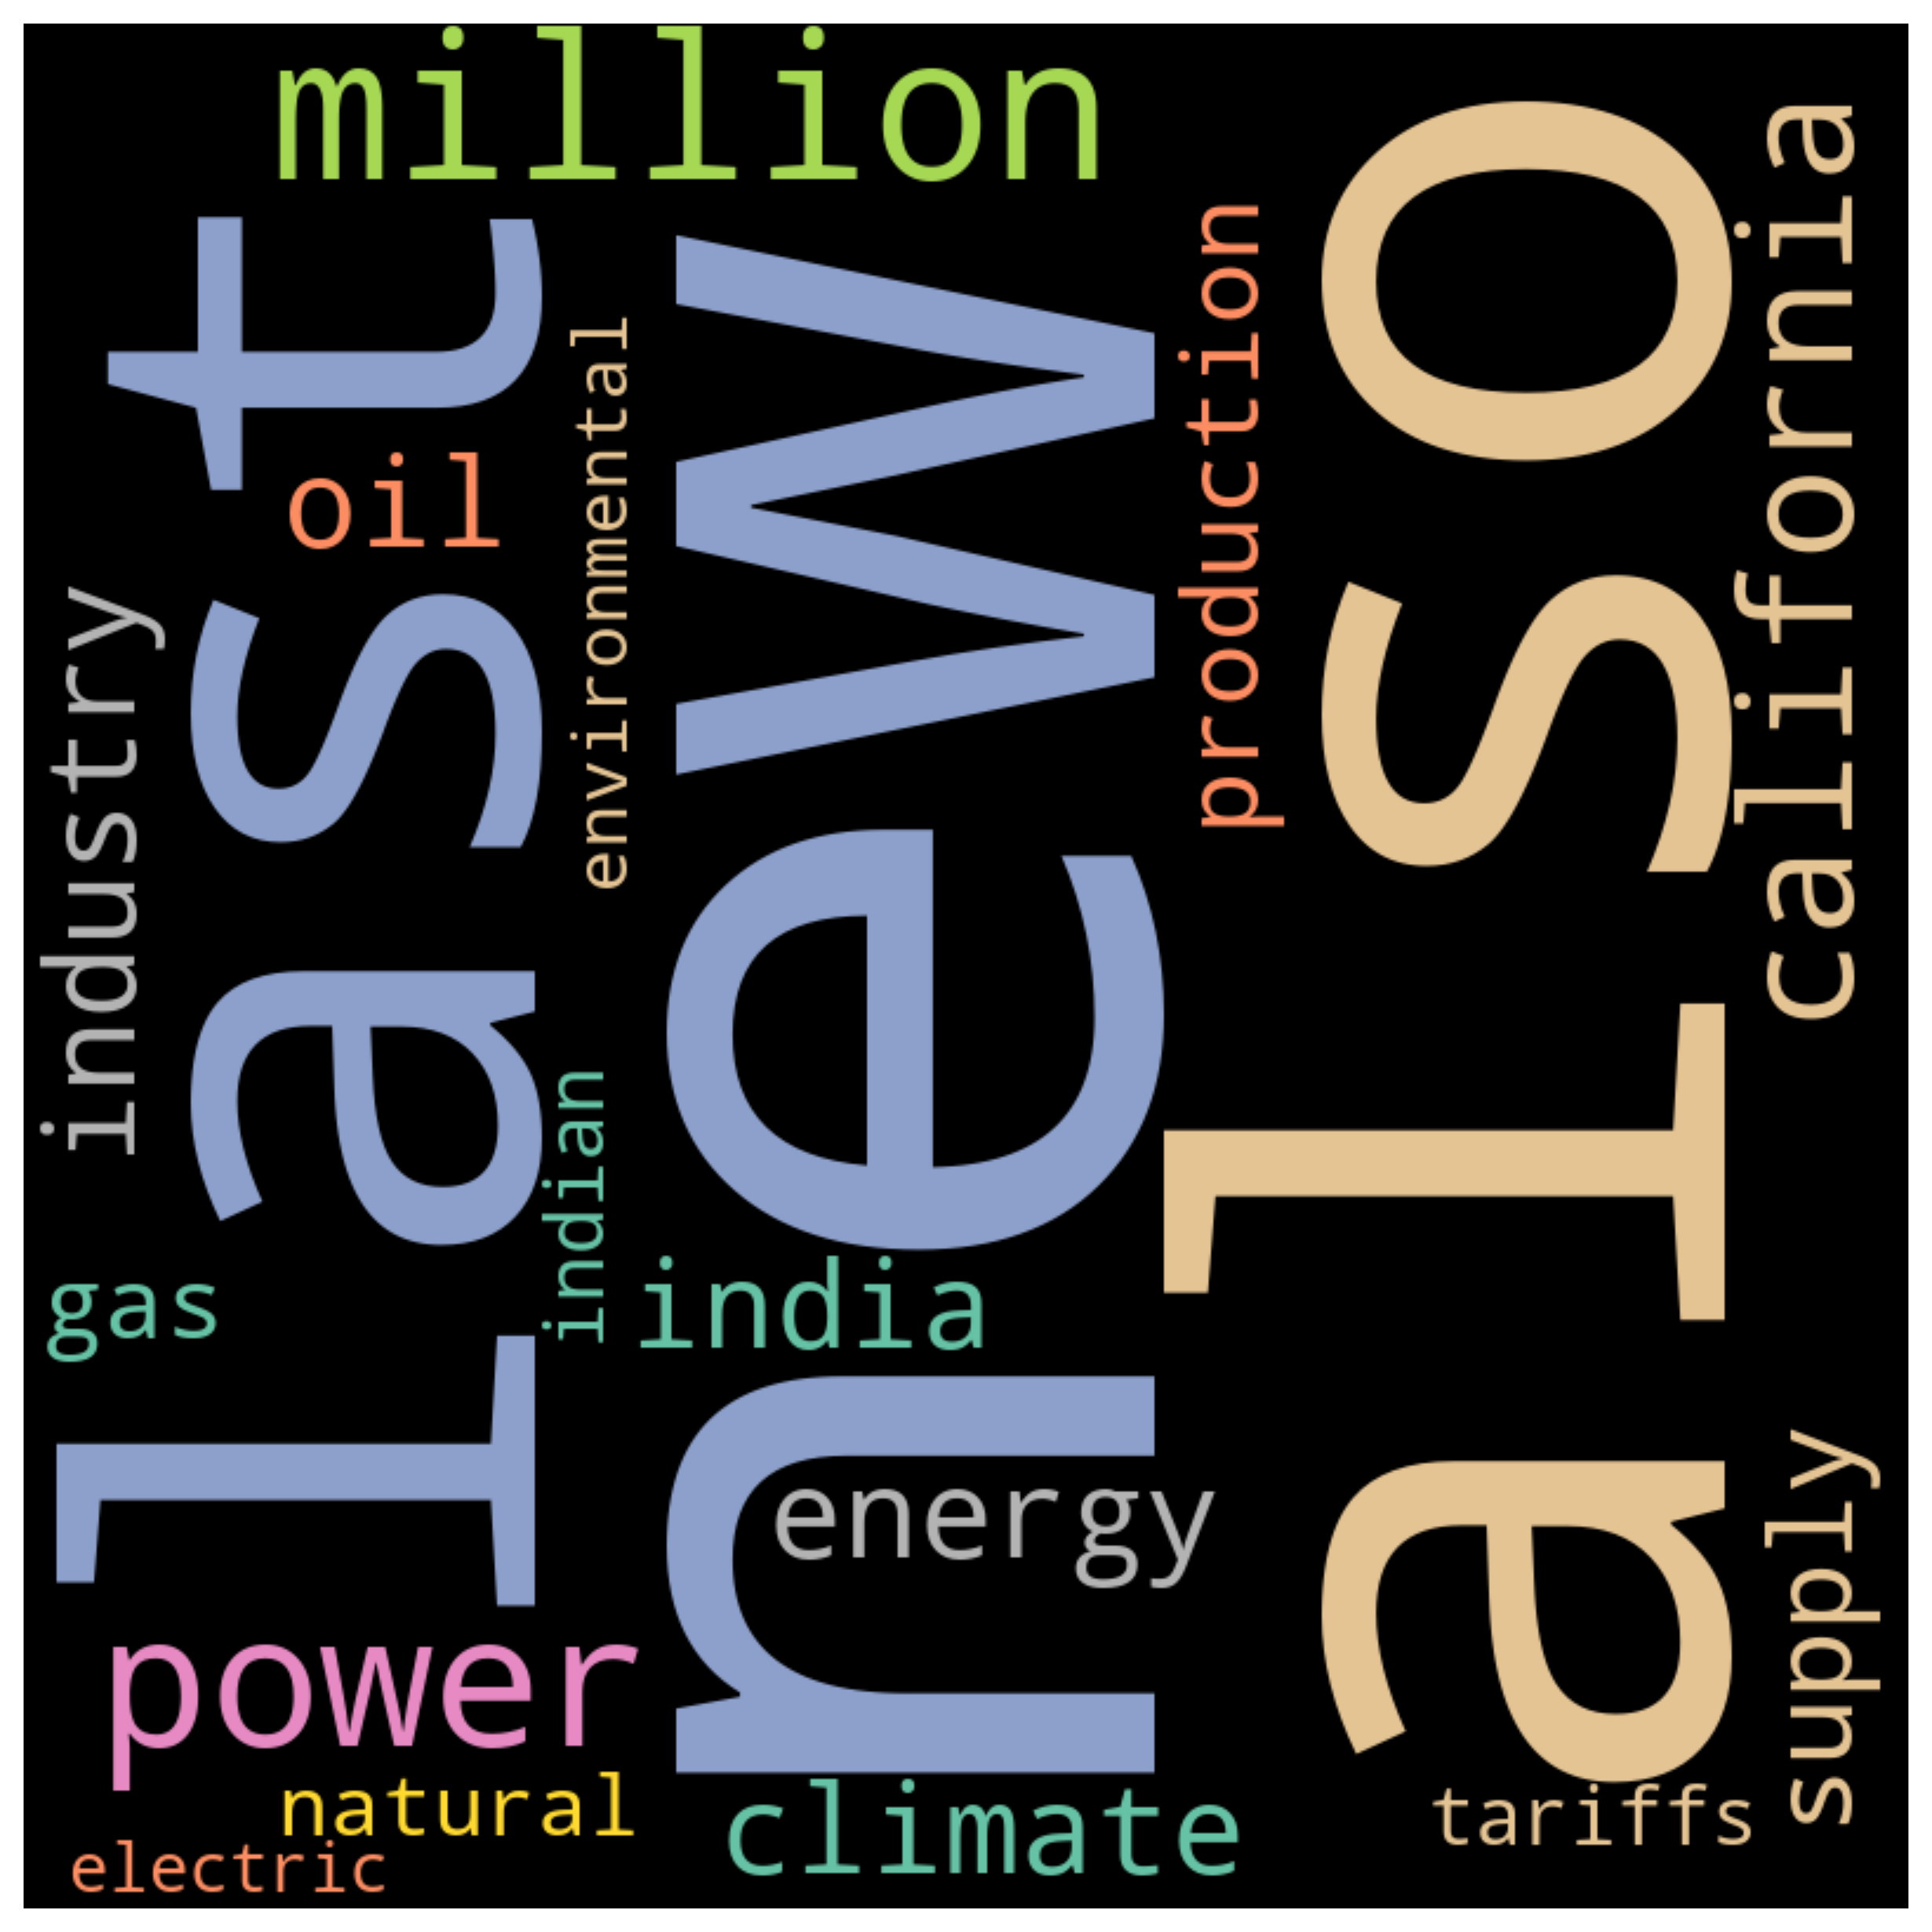 million
last
new
also
california
production
environmental
oil
industry
indian
gas
india
energy
power
supply
natural
climate
tariffs
electric